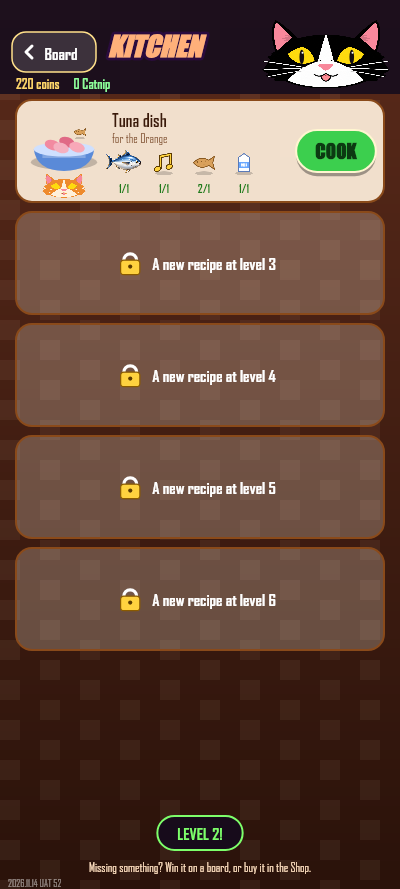 Board
KITCHEN
220 coins 0 Catnip
Tuna dish
for the Orange
COOK
1/1 1/1 2/1 1/1
A new recipe at level 3
A new recipe at level 4
A new recipe at level 5
A new recipe at level 6
LEVEL 2!
Missing something? Win it on a board, or buy it in the Shop.
2026.11.14 UAT 52